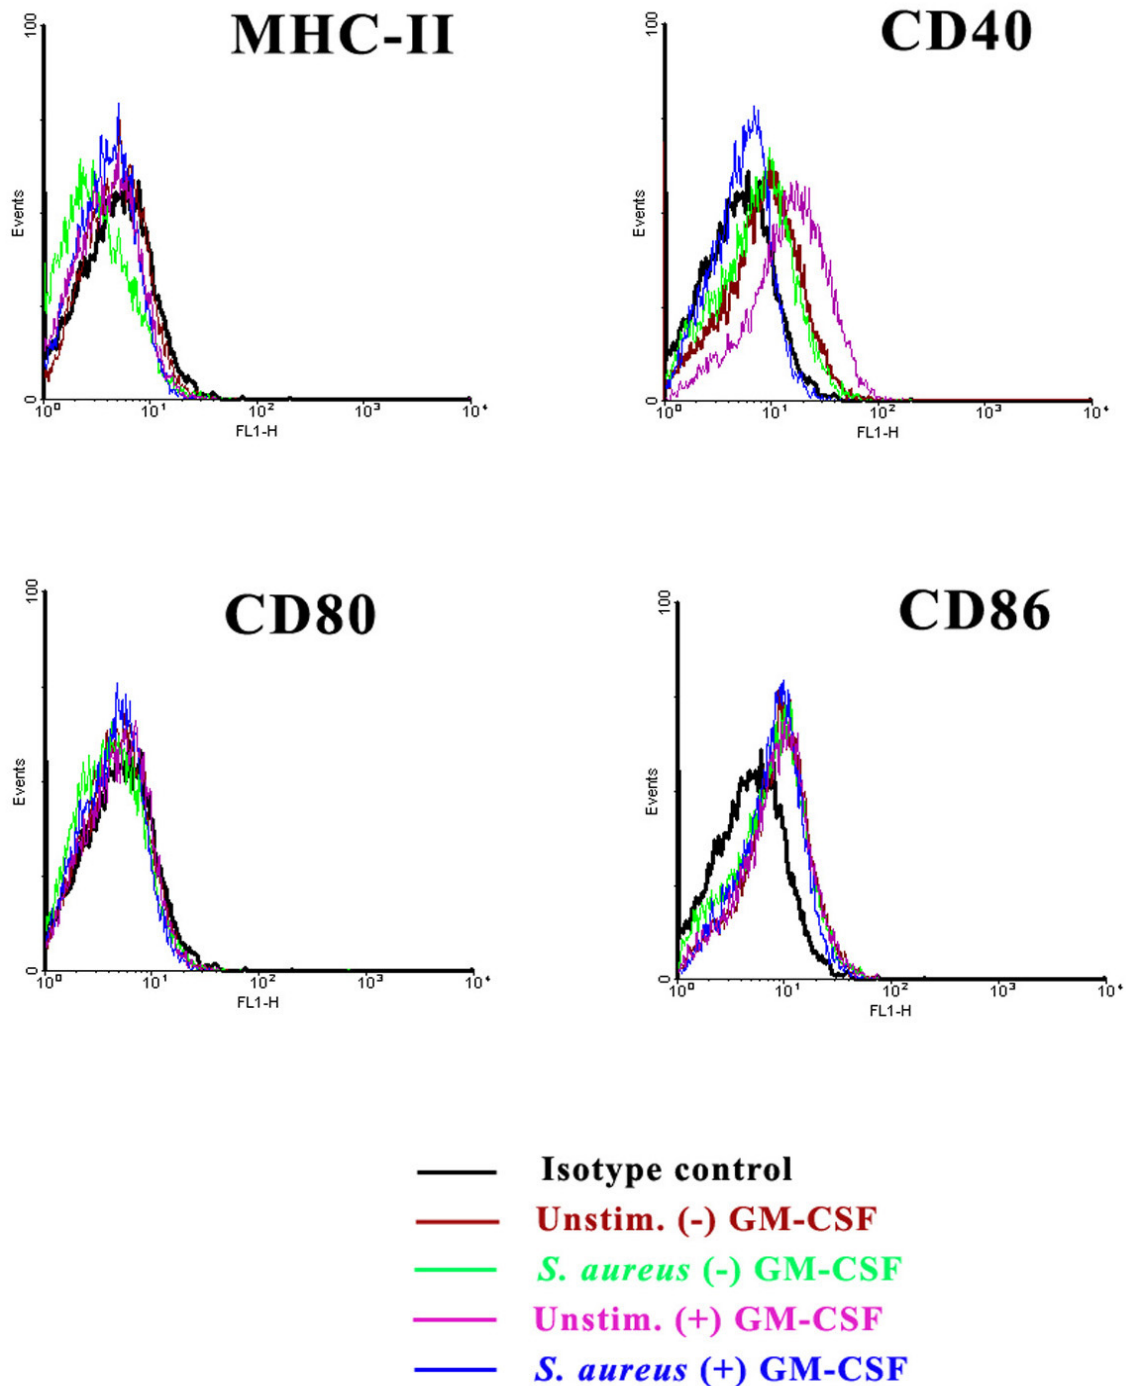 MHC-II
100
Events
0
10⁰ 10¹ 10² 10³ 10⁴
FL1-H
CD40
100
Events
0
10⁰ 10¹ 10² 10³ 10⁴
FL1-H
CD80
100
Events
0
10⁰ 10¹ 10² 10³ 10⁴
FL1-H
CD86
100
Events
0
10⁰ 10¹ 10² 10³ 10⁴
FL1-H
Isotype control
Unstim. (-) GM-CSF
S. aureus (-) GM-CSF
Unstim. (+) GM-CSF
S. aureus (+) GM-CSF